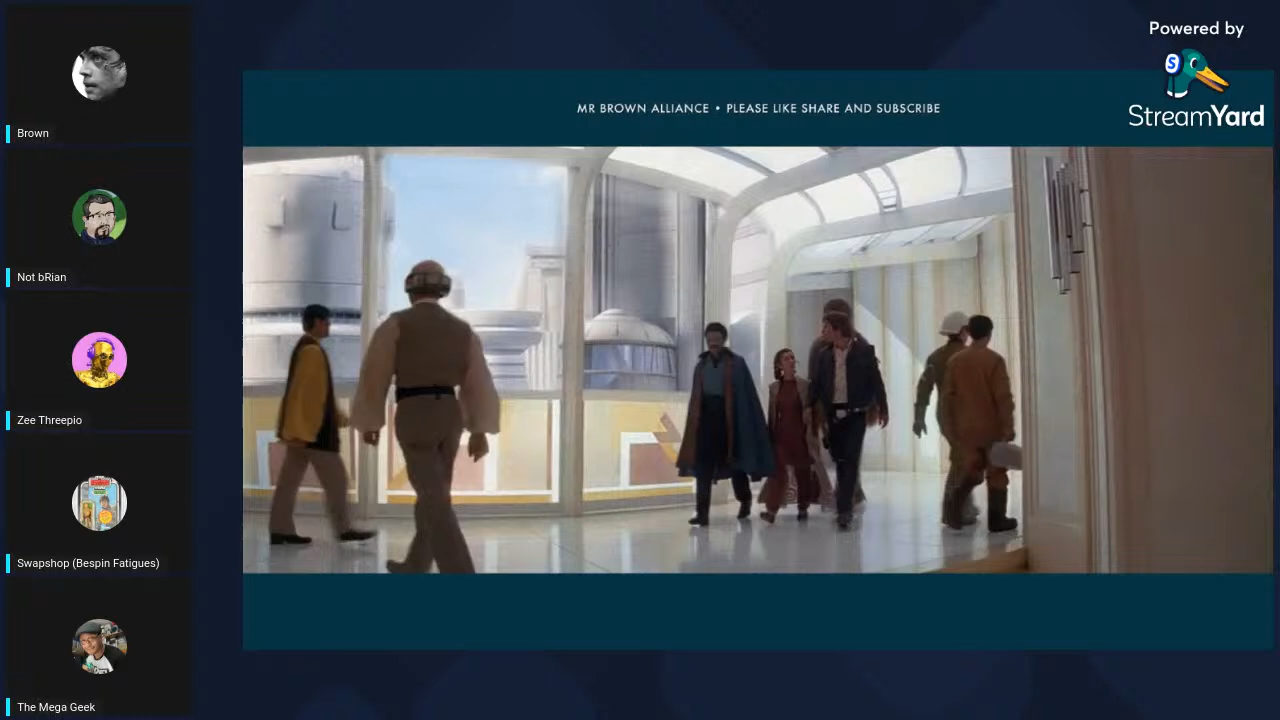 Powered by
StreamYard
MR BROWN ALLIANCE • PLEASE LIKE SHARE AND SUBSCRIBE
Brown
Not bRian
Zee Threepio
Swapshop (Bespin Fatigues)
The Mega Geek